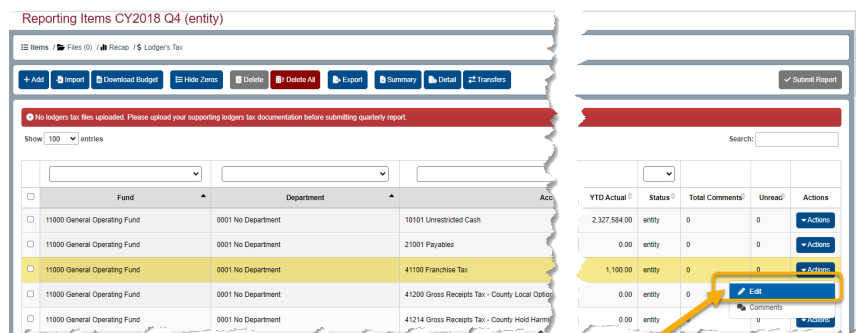 Reporting Items CY2018 Q4 (entity)
Items / Files (0) / Recap / $ Lodger's Tax
+ Add Import Download Budget Hide Zeros Delete Delete All Export Summary Detail Transfers Submit Report
No lodgers tax files uploaded. Please upload your supporting lodgers tax documentation before submitting quarterly report.
Show 100 entries Search:
Fund Department Acc YTD Actual Status Total Comments Unread Actions
11000 General Operating Fund 0001 No Department 10101 Unrestricted Cash 2,327,584.00 entity 0 0 Actions
11000 General Operating Fund 0001 No Department 21001 Payables 0.00 entity 0 0 Actions
11000 General Operating Fund 0001 No Department 41100 Franchise Tax 1,100.00 entity 0 0 Actions
Edit
11000 General Operating Fund 0001 No Department 41200 Gross Receipts Tax - County Local Option 0.00 entity 0
Comments
11000 General Operating Fund 0001 No Department 41214 Gross Receipts Tax - County Hold Harml 0.00 entity 0 0 Actions